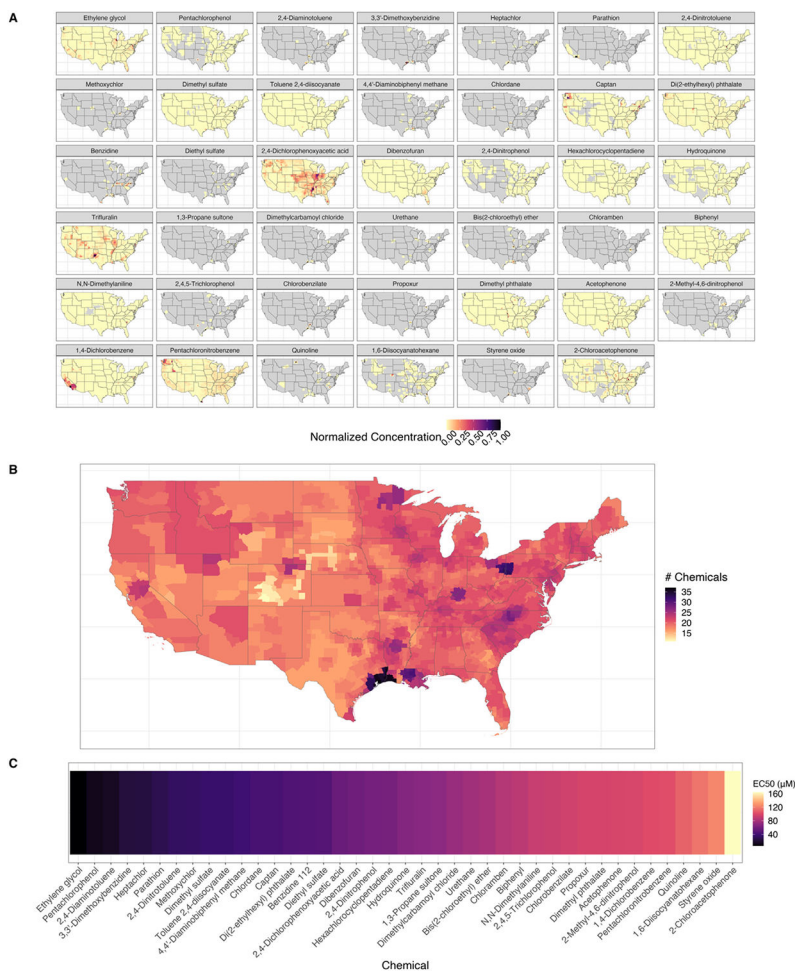 A
Ethylene glycol
Pentachlorophenol
2,4-Diaminotoluene
3,3'-Dimethoxybenzidine
Heptachlor
Parathion
2,4-Dinitrotoluene
Methoxychlor
Dimethyl sulfate
Toluene 2,4-diisocyanate
4,4'-Diaminobiphenyl methane
Chlordane
Captan
Di(2-ethylhexyl) phthalate
Benzidine
Diethyl sulfate
2,4-Dichlorophenoxyacetic acid
Dibenzofuran
2,4-Dinitrophenol
Hexachlorocyclopentadiene
Hydroquinone
Trifluralin
1,3-Propane sultone
Dimethylcarbamoyl chloride
Urethane
Bis(2-chloroethyl) ether
Chloramben
Biphenyl
N,N-Dimethylaniline
2,4,5-Trichlorophenol
Chlorobenzilate
Propoxur
Dimethyl phthalate
Acetophenone
2-Methyl-4,6-dinitrophenol
1,4-Dichlorobenzene
Pentachloronitrobenzene
Quinoline
1,6-Diisocyanatohexane
Styrene oxide
2-Chloroacetophenone
Normalized Concentration
0.00
0.25
0.50
0.75
1.00
B
# Chemicals
35
30
25
20
15
C
EC50 (μM)
160
120
80
40
Ethylene glycol
Pentachlorophenol
2,4-Diaminotoluene
3,3'-Dimethoxybenzidine
Heptachlor
Parathion
2,4-Dinitrotoluene
Methoxychlor
Dimethyl sulfate
Toluene 2,4-diisocyanate
4,4'-Diaminobiphenyl methane
Chlordane
Captan
Di(2-ethylhexyl) phthalate
Benzidine 112
Diethyl sulfate
2,4-Dichlorophenoxyacetic acid
Dibezofuran
2,4-Dinitrophenol
Hexachlorocyclopentadiene
Hydroquinone
Trifluralin
1,3-Propane sultone
Dimethylcarbamoyl chloride
Urethane
Bis(2-chloroethyl) ether
Chloramben
Biphenyl
N,N-Dimethylaniline
2,4,5-Trichlorophenol
Chlorobenzilate
Propoxur
Dimethyl phthalate
Acetophenone
2-Methyl-4,6-dinitrophenol
1,4-Dichlorobenzene
Pentachloronitrobenzene
Quinoline
1,6-Diisocyanatohexane
Styrene oxide
2-Chloroacetophenone
Chemical